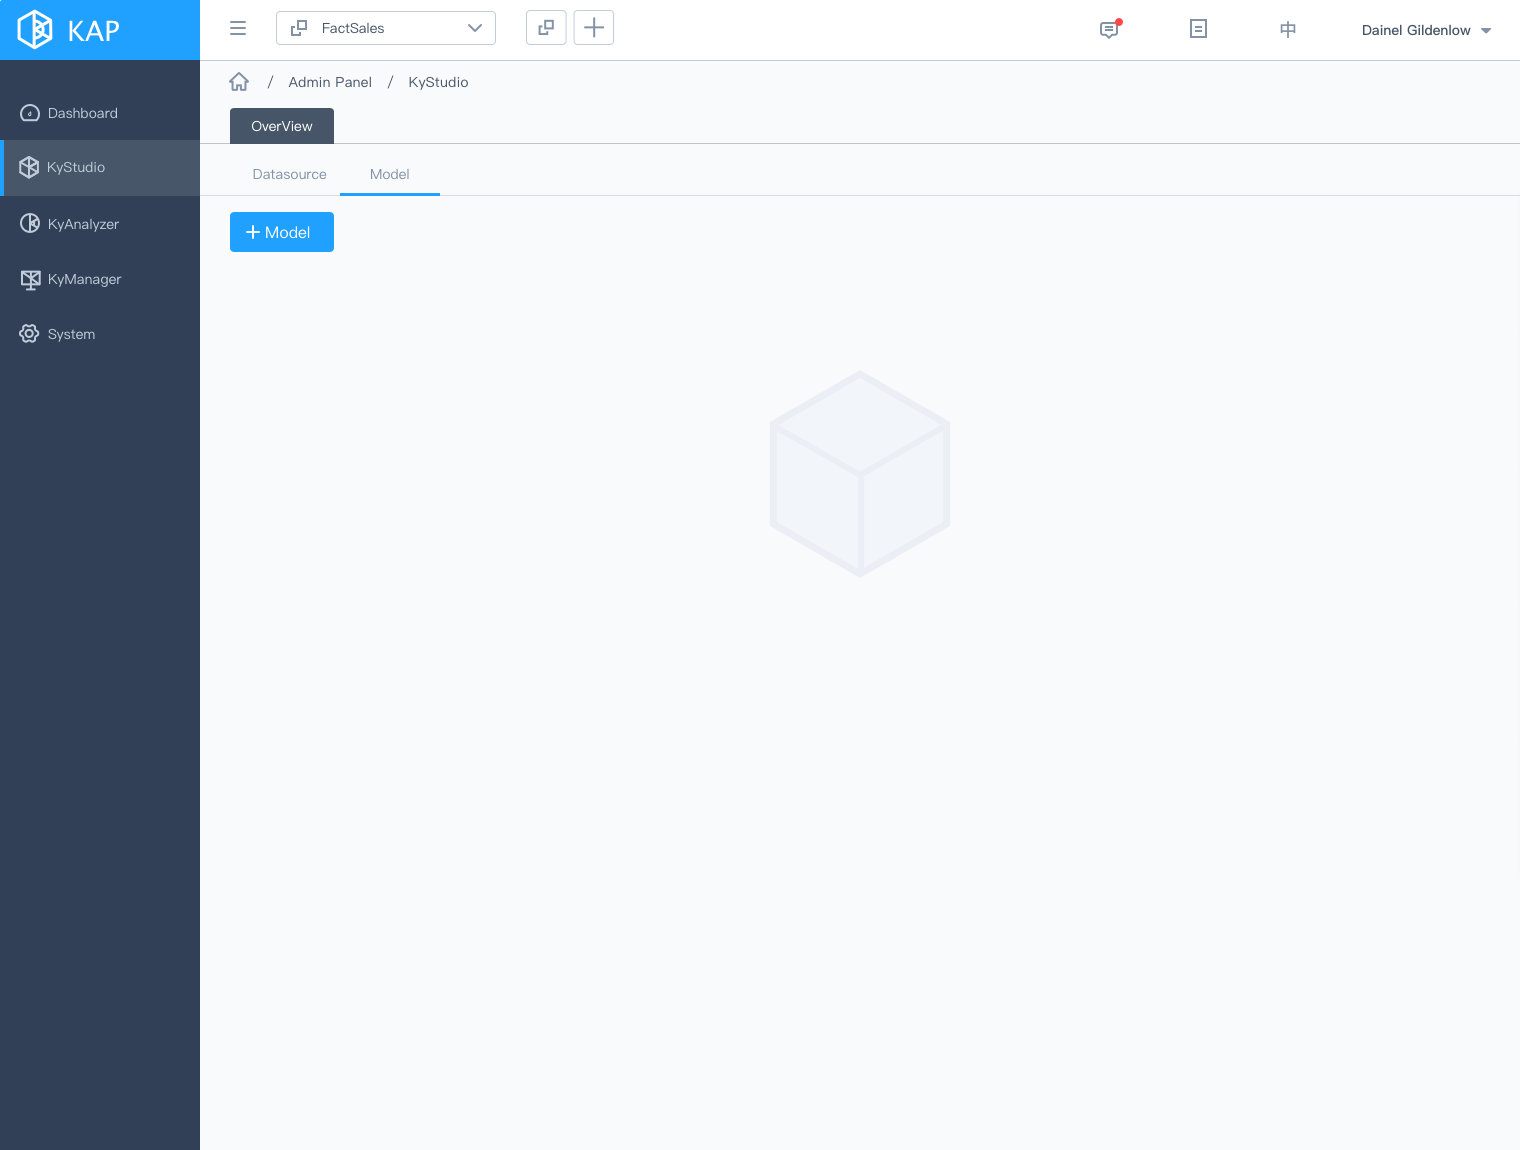 KAP
FactSales
中
Dainel Gildenlow
/ Admin Panel / KyStudio
OverView
Datasource
Model
+ Model
Dashboard
KyStudio
KyAnalyzer
KyManager
System